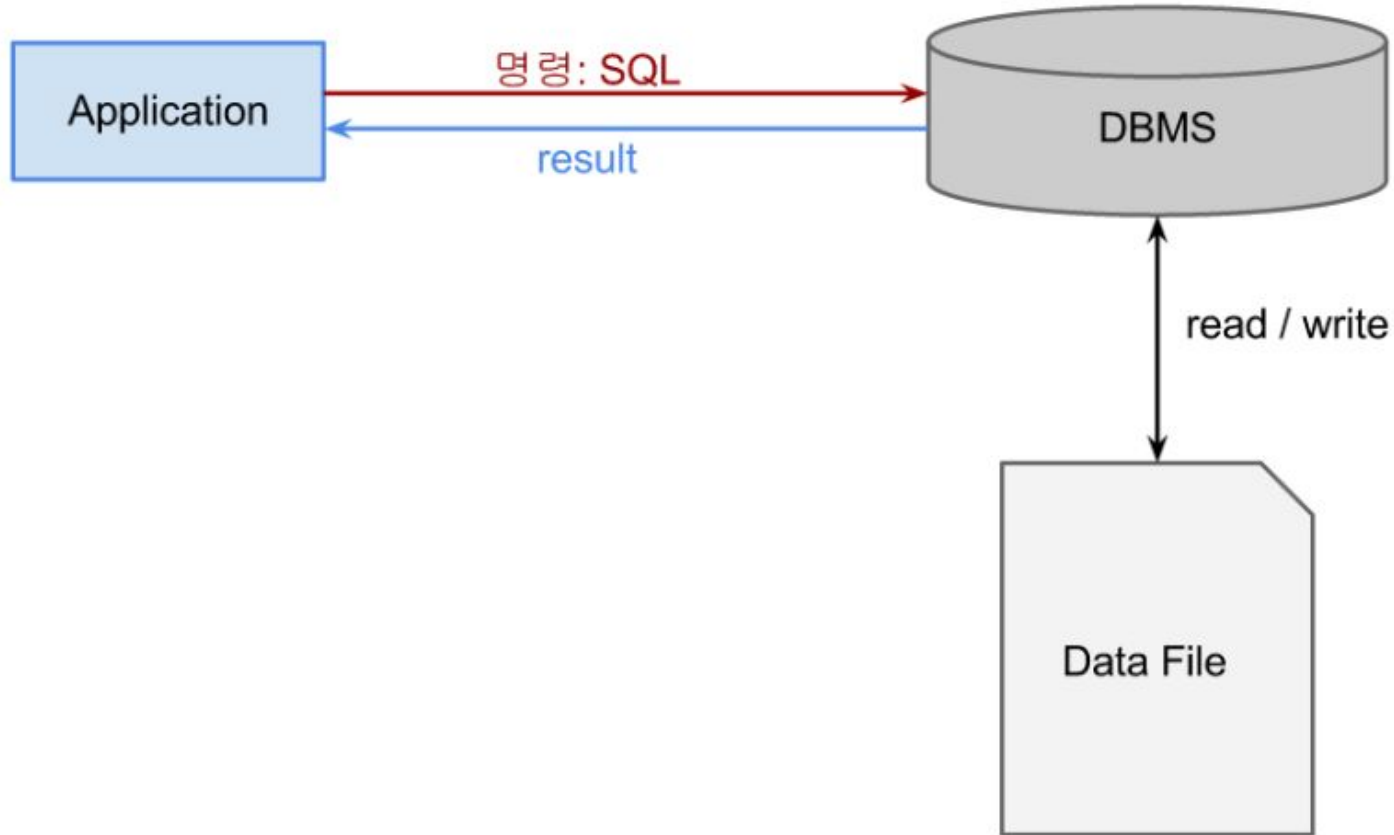 명령: SQL
Application
DBMS
result
read / write
Data File